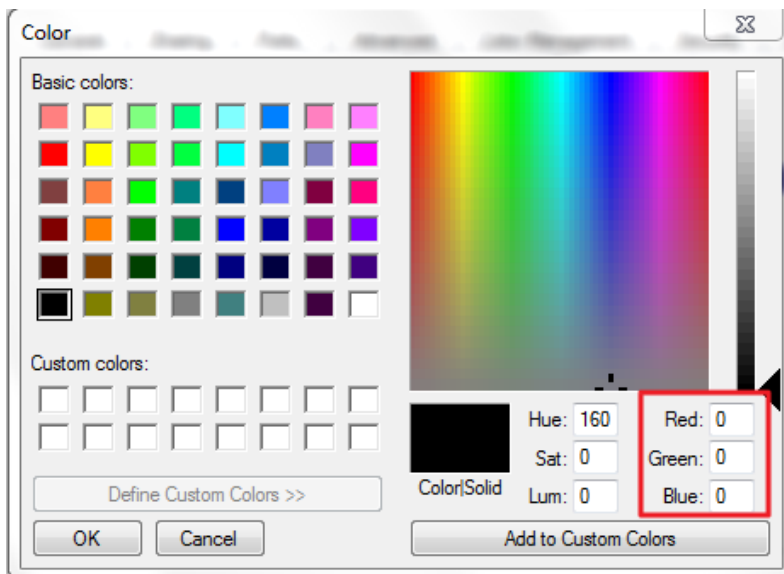 Color
Basic colors:
Custom colors:
Define Custom Colors >>
OK Cancel
Color|Solid
Hue: 160 Red: 0
Sat: 0 Green: 0
Lum: 0 Blue: 0
Add to Custom Colors